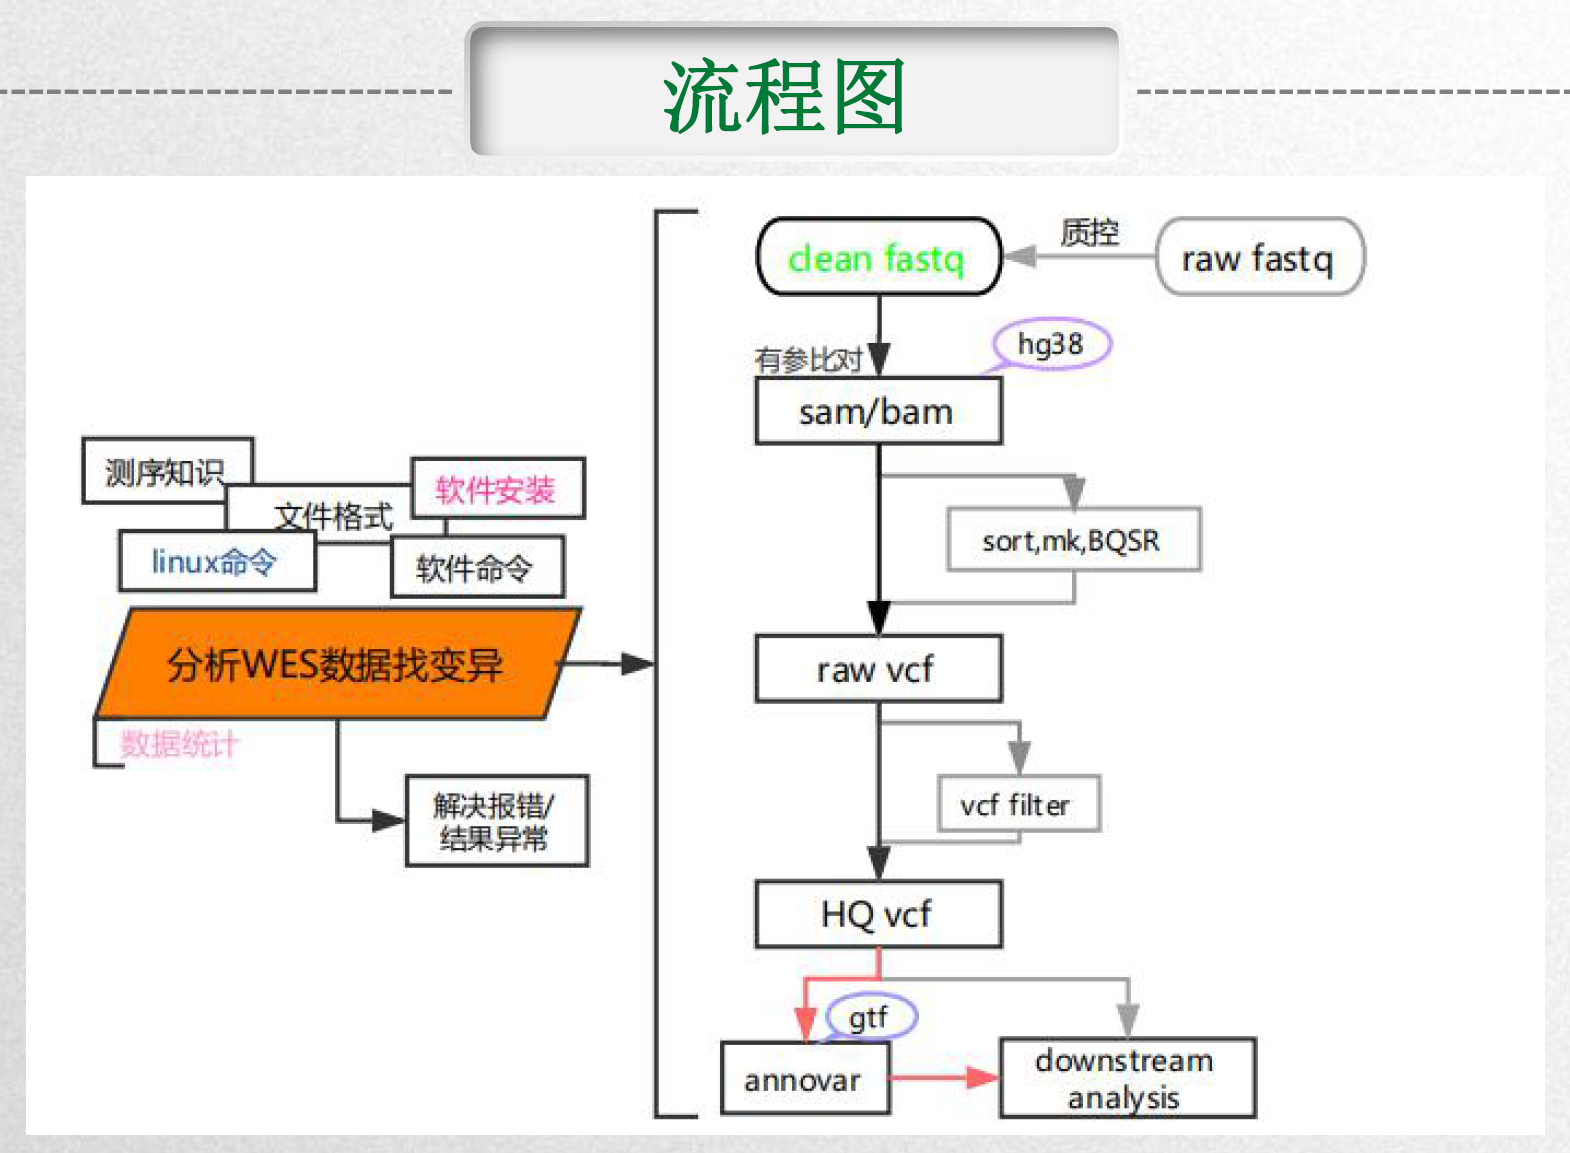 流程图
测序知识
文件格式
软件安装
linux命令
软件命令
分析WES数据找变异
数据统计
解决报错/
结果异常
clean fastq
质控
raw fastq
有参比对
hg38
sam/bam
sort,mk,BQSR
raw vcf
vcf filter
HQ vcf
gtf
annovar
downstream
analysis